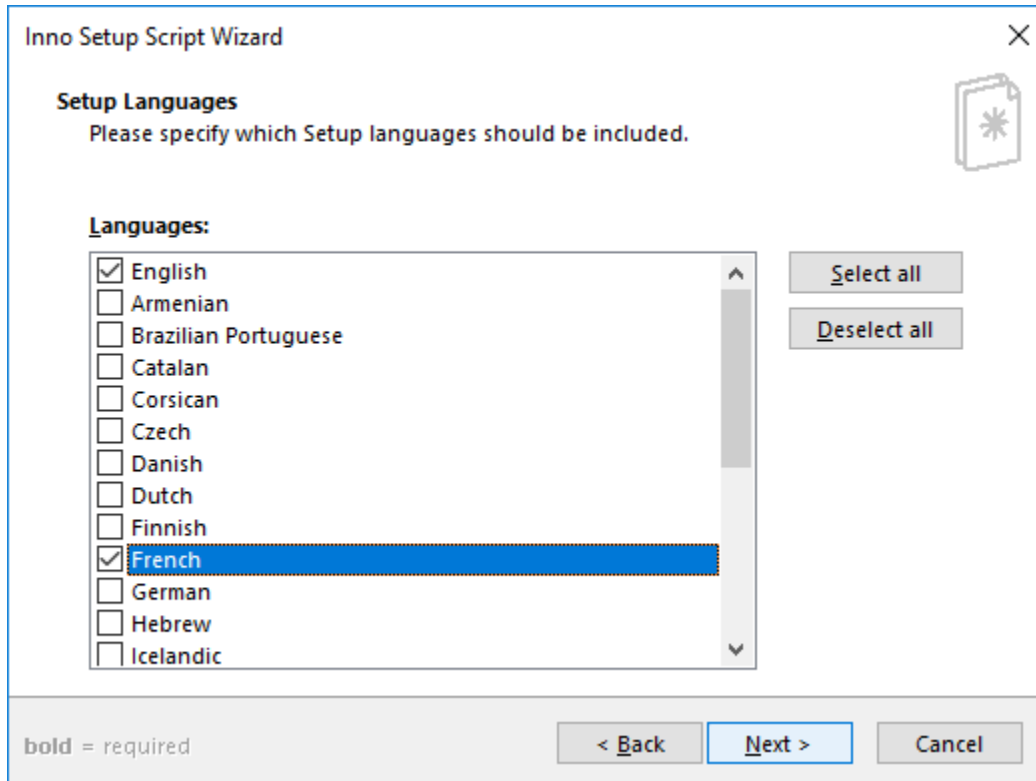 Inno Setup Script Wizard
Setup Languages
Please specify which Setup languages should be included.
Languages:
English
Armenian
Brazilian Portuguese
Catalan
Corsican
Czech
Danish
Dutch
Finnish
French
German
Hebrew
Icelandic
Select all
Deselect all
bold = required
< Back
Next >
Cancel